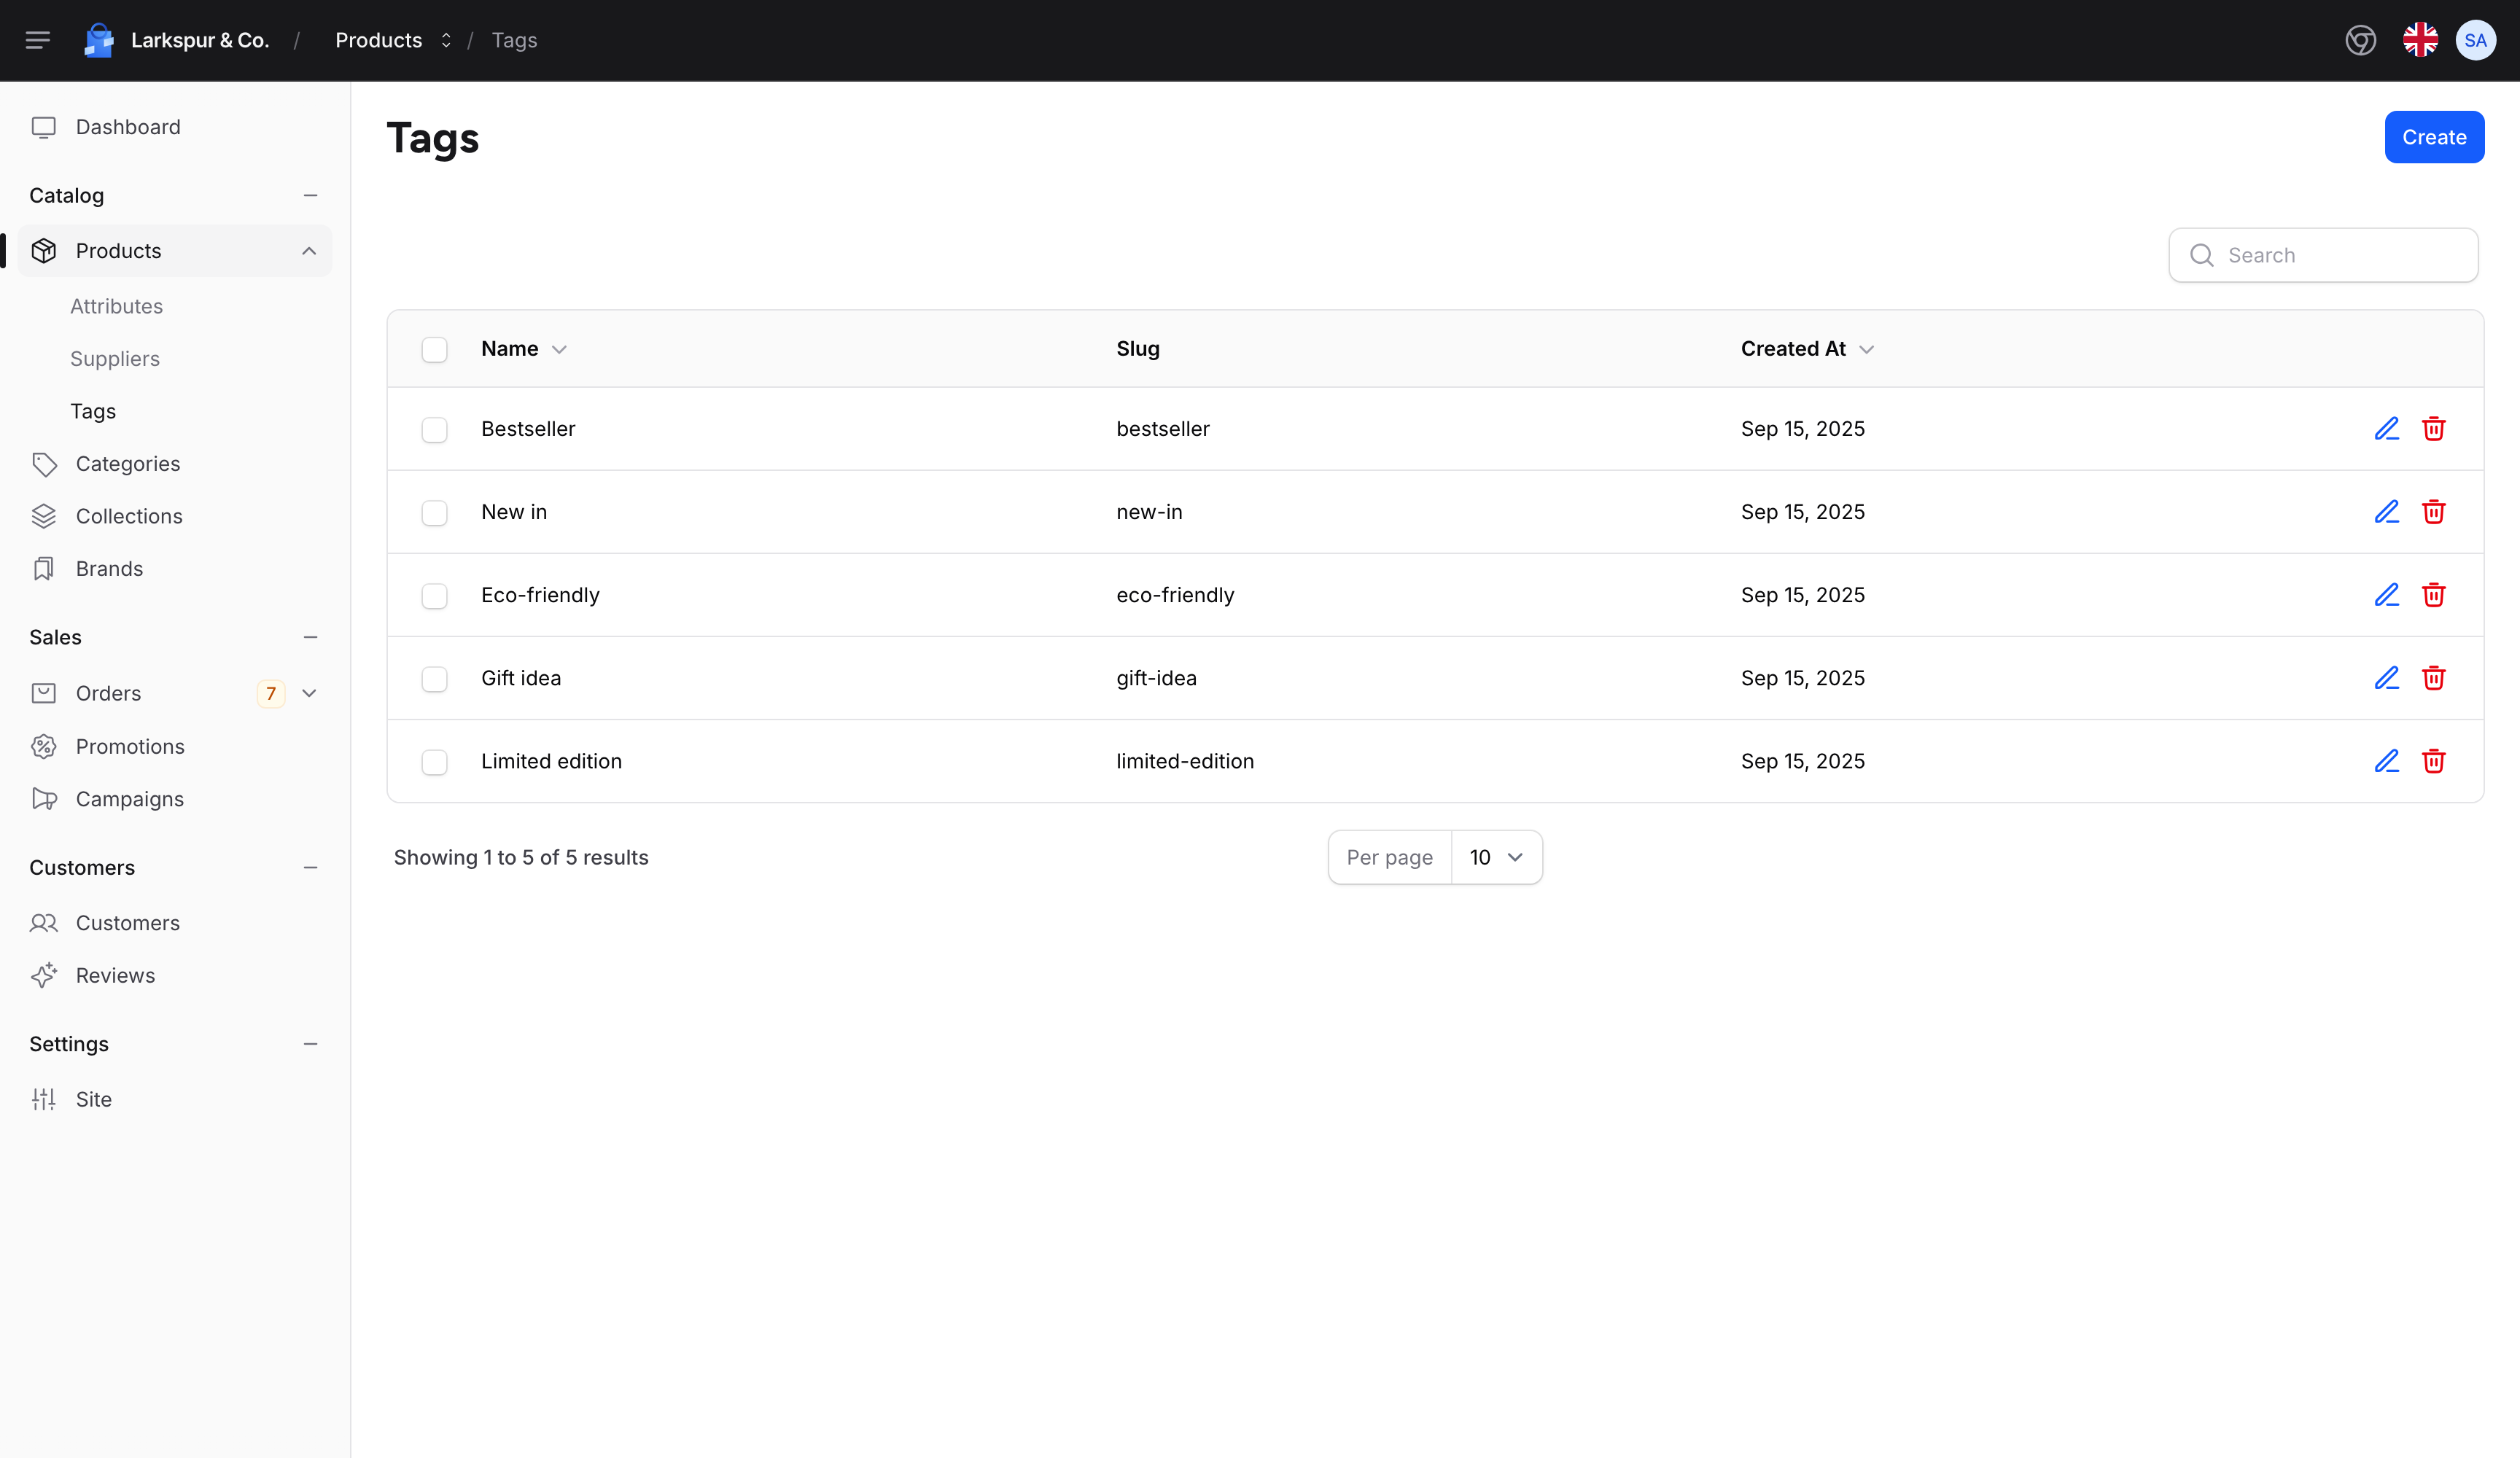 Larkspur & Co. / Products / Tags
SA
Dashboard
Catalog
Products
Attributes
Suppliers
Tags
Categories
Collections
Brands
Sales
Orders 7
Promotions
Campaigns
Customers
Customers
Reviews
Settings
Site
Tags
Create
Search
Name Slug Created At
Bestseller bestseller Sep 15, 2025
New in new-in Sep 15, 2025
Eco-friendly eco-friendly Sep 15, 2025
Gift idea gift-idea Sep 15, 2025
Limited edition limited-edition Sep 15, 2025
Showing 1 to 5 of 5 results
Per page 10